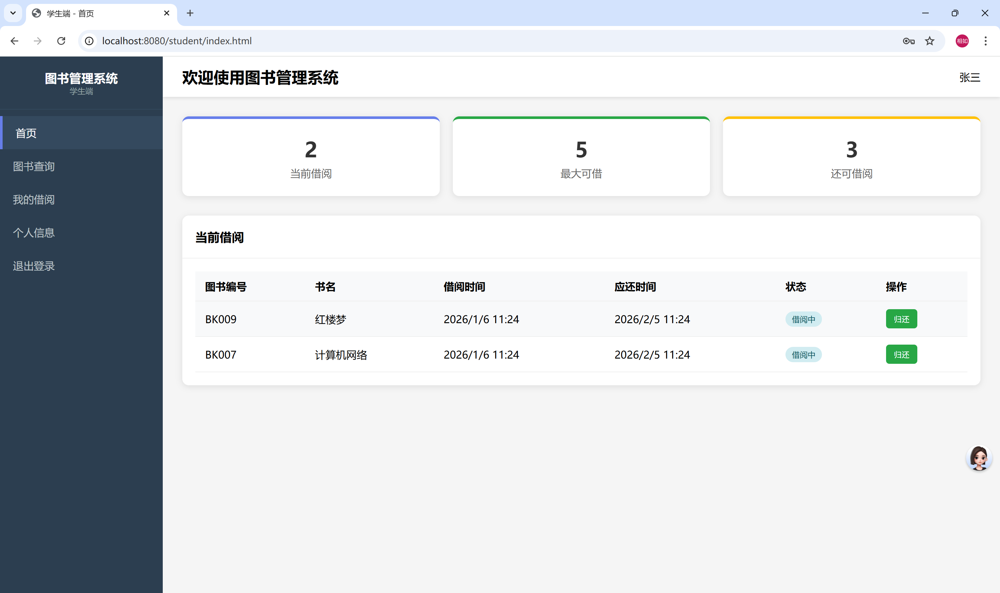 学生端 - 首页
localhost:8080/student/index.html
相如
图书管理系统
学生端
首页
图书查询
我的借阅
个人信息
退出登录
欢迎使用图书管理系统
张三
2
当前借阅
5
最大可借
3
还可借阅
当前借阅
图书编号 书名 借阅时间 应还时间 状态 操作
BK009 红楼梦 2026/1/6 11:24 2026/2/5 11:24 借阅中 归还
BK007 计算机网络 2026/1/6 11:24 2026/2/5 11:24 借阅中 归还